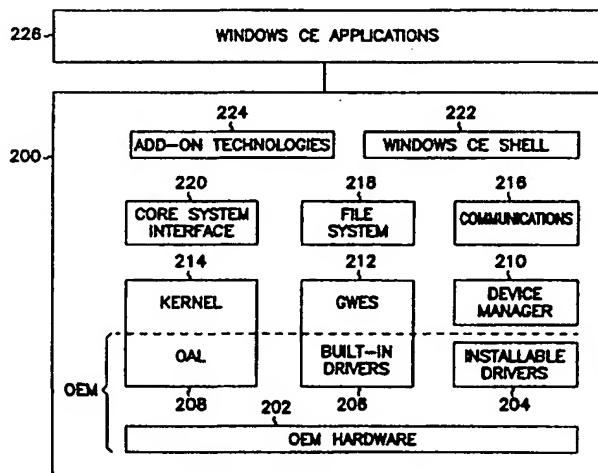 226
WINDOWS CE APPLICATIONS
224
222
200
ADD-ON TECHNOLOGIES
WINDOWS CE SHELL
220
218
216
CORE SYSTEM
INTERFACE
FILE
SYSTEM
COMMUNICATIONS
214
212
210
KERNEL
GWES
DEVICE
MANAGER
OAL
BUILT-IN
DRIVERS
INSTALLABLE
DRIVERS
OEM
208
202
206
204
OEM HARDWARE